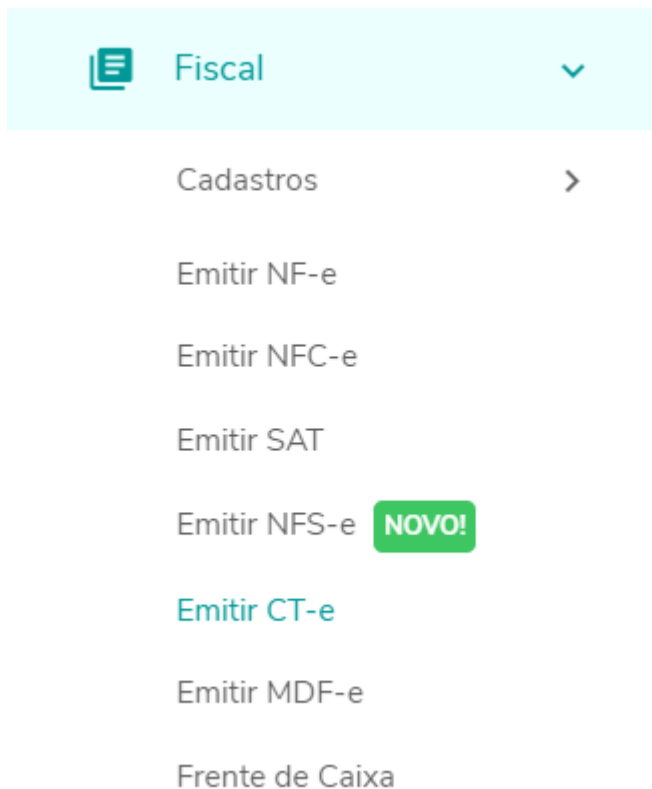 Fiscal
Cadastros
Emitir NF-e
Emitir NFC-e
Emitir SAT
Emitir NFS-e NOVO!
Emitir CT-e
Emitir MDF-e
Frente de Caixa